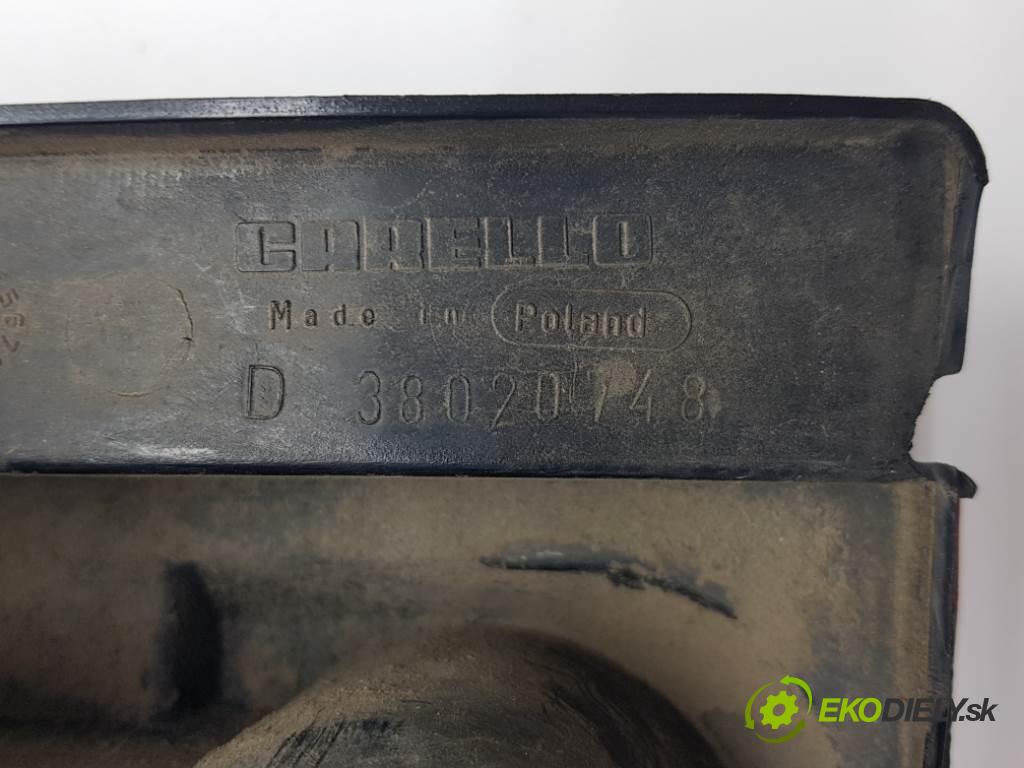 CARELLO
Made in Poland
D 38020748
EKODIELY.sk